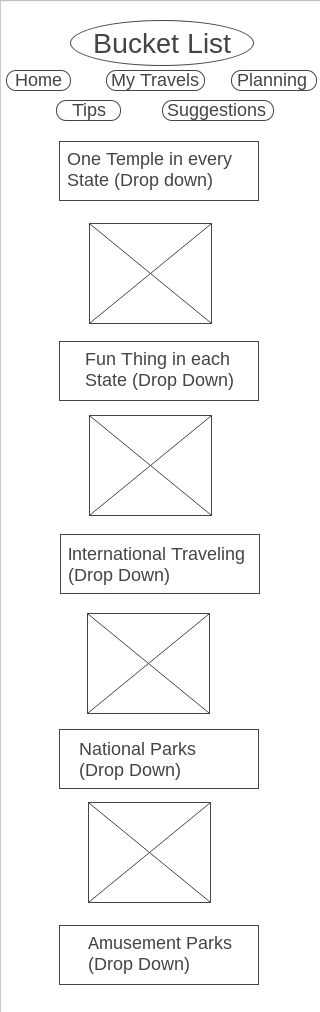 Bucket List
Home My Travels Planning
Tips Suggestions
One Temple in every
State (Drop down)
Fun Thing in each
State (Drop Down)
International Traveling
(Drop Down)
National Parks
(Drop Down)
Amusement Parks
(Drop Down)